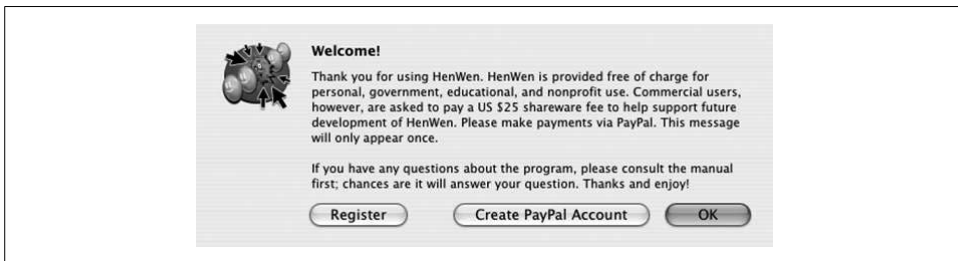 Welcome!
Thank you for using HenWen. HenWen is provided free of charge for
personal, government, educational, and nonprofit use. Commercial users,
however, are asked to pay a US $25 shareware fee to help support future
development of HenWen. Please make payments via PayPal. This message
will only appear once.
If you have any questions about the program, please consult the manual
first; chances are it will answer your question. Thanks and enjoy!
Register
Create PayPal Account
OK